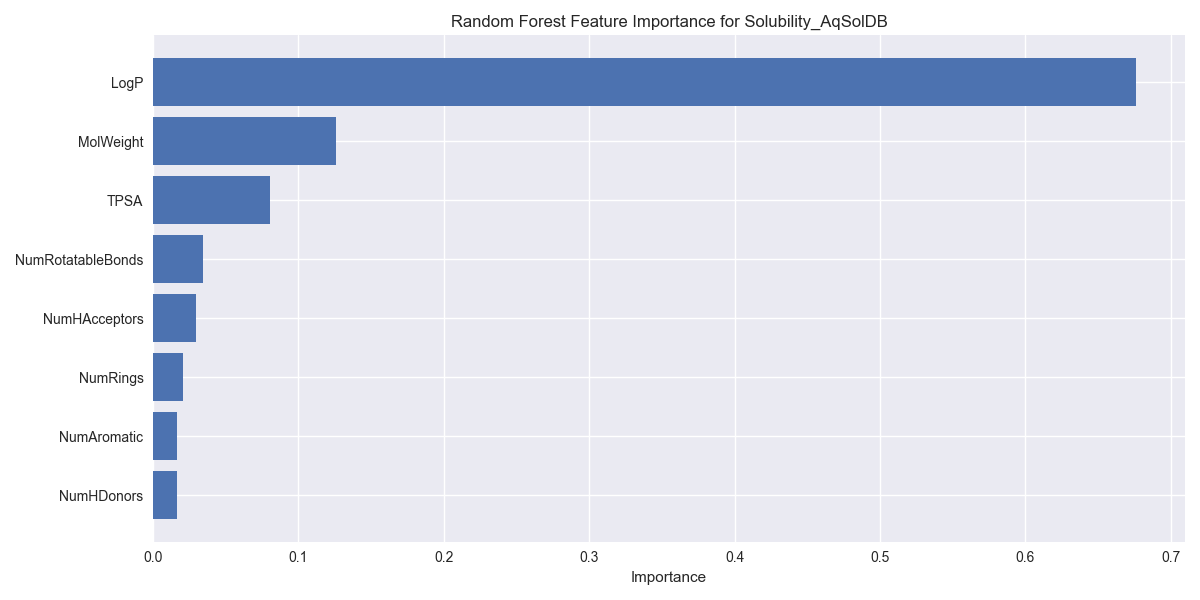 Random Forest Feature Importance for Solubility_AqSolDB
LogP
MolWeight
TPSA
NumRotatableBonds
NumHAcceptors
NumRings
NumAromatic
NumHDonors
0.0 0.1 0.2 0.3 0.4 0.5 0.6 0.7
Importance